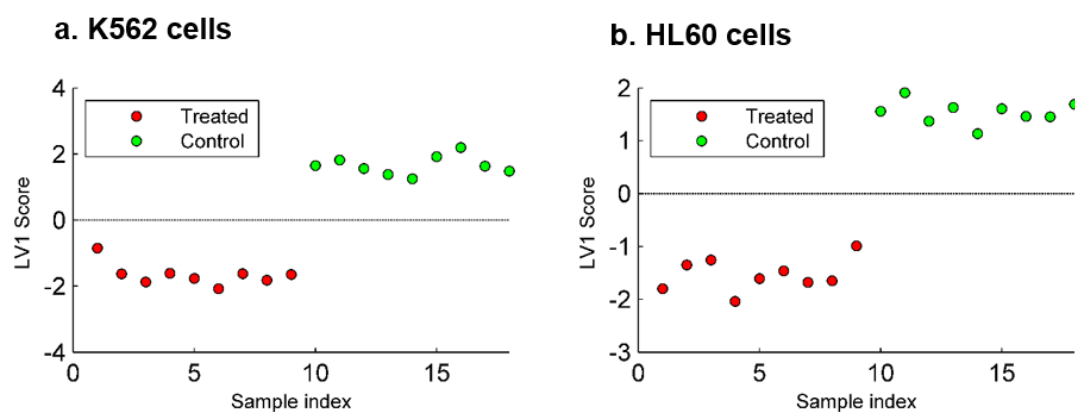 a. K562 cells
Treated
Control
4
2
0
-2
-4
LV1 Score
0
5
10
15
Sample index
b. HL60 cells
Treated
Control
2
1
0
-1
-2
-3
LV1 Score
0
5
10
15
Sample index